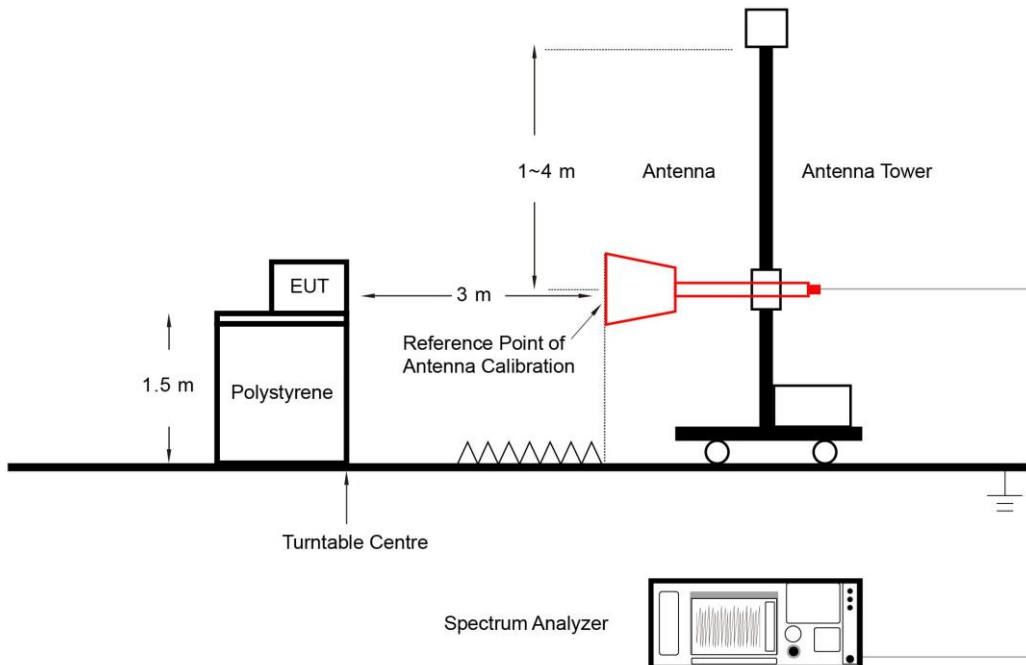 1~4 m
Antenna
Antenna Tower
EUT
3 m
Reference Point of
Antenna Calibration
1.5 m
Polystyrene
Turntable Centre
Spectrum Analyzer